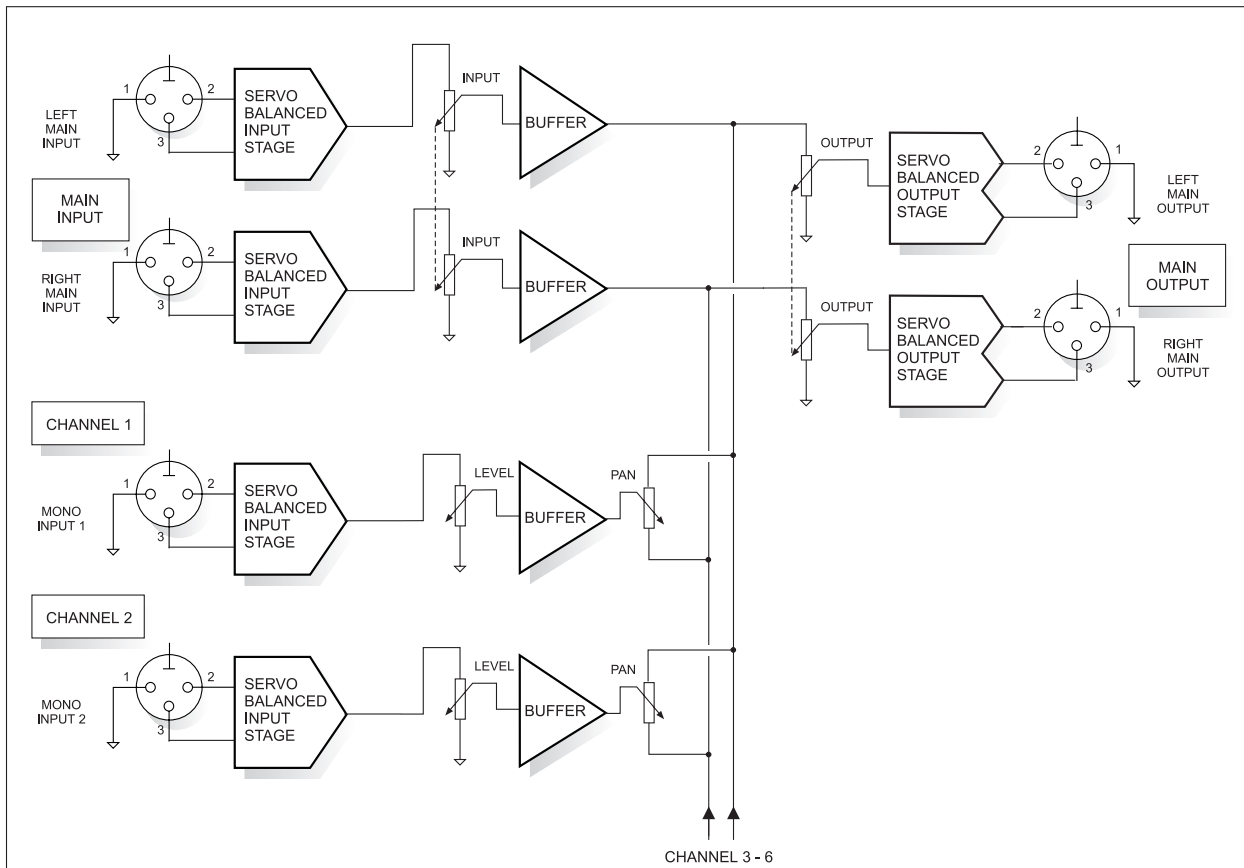 1
2
3
LEFT
MAIN
INPUT
SERVO
BALANCED
INPUT
STAGE
INPUT
BUFFER
OUTPUT
SERVO
BALANCED
OUTPUT
STAGE
2
1
3
LEFT
MAIN
OUTPUT
MAIN
INPUT
1
2
3
RIGHT
MAIN
INPUT
SERVO
BALANCED
INPUT
STAGE
INPUT
BUFFER
OUTPUT
SERVO
BALANCED
OUTPUT
STAGE
2
1
3
MAIN
OUTPUT
RIGHT
MAIN
OUTPUT
CHANNEL 1
1
2
3
MONO
INPUT 1
SERVO
BALANCED
INPUT
STAGE
LEVEL
BUFFER
PAN
CHANNEL 2
1
2
3
MONO
INPUT 2
SERVO
BALANCED
INPUT
STAGE
LEVEL
BUFFER
PAN
CHANNEL 3 - 6